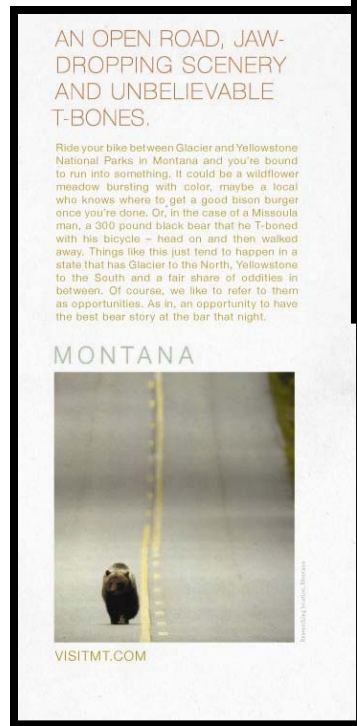 AN OPEN ROAD, JAW-
DROPPING SCENERY
AND UNBELIEVABLE
T-BONES.
Ride your bike between Glacier and Yellowstone
National Parks in Montana and you're bound
to run into something. It could be a wildflower
meadow bursting with color, maybe a local
who knows where to get a good bison burger
once you're done. Or, in the case of a Missoula
man, a 300 pound black bear that he T-boned
with his bicycle – head on and then walked
away. Things like this just tend to happen in a
state that has Glacier to the North, Yellowstone
to the South and a fair share of oddities in
between. Of course, we like to refer to them
as opportunities. As in, an opportunity to have
the best bear story at the bar that night.
MONTANA
VISITMT.COM